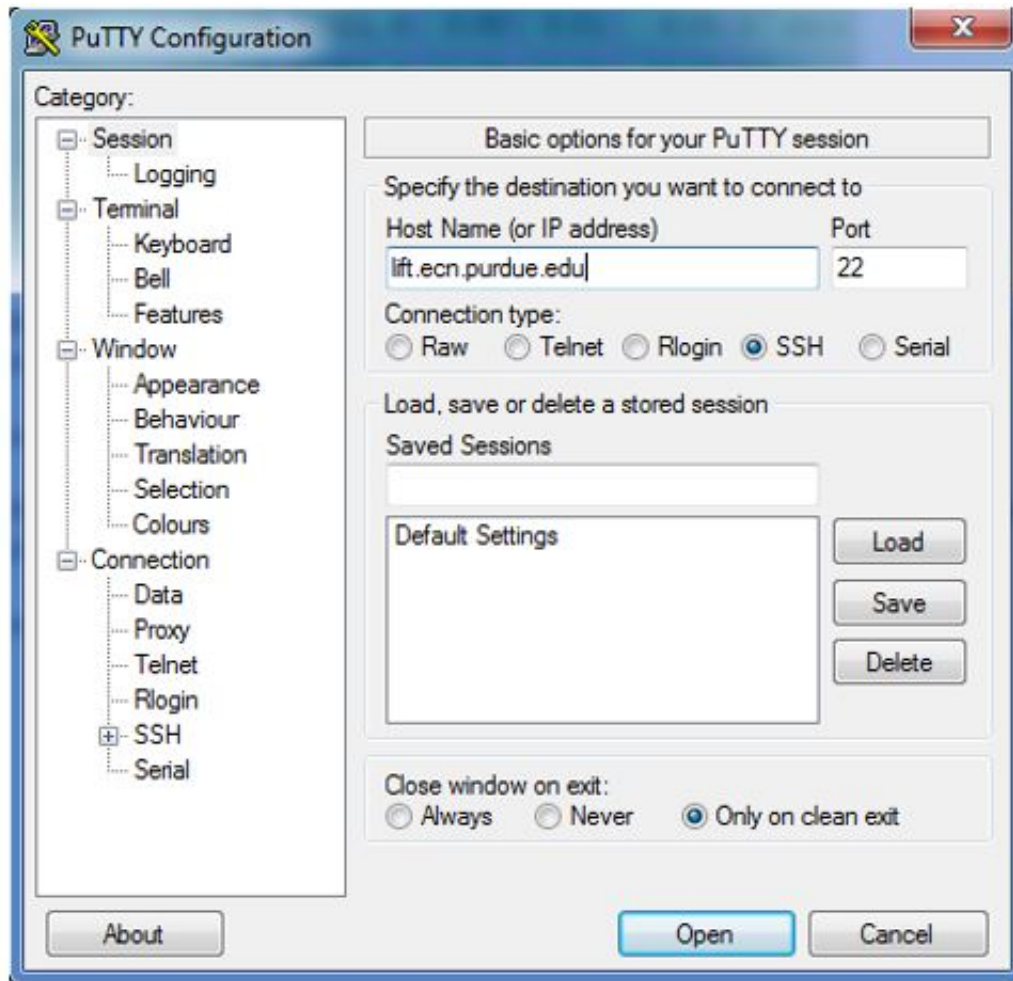 PuTTY Configuration
Category:
Session
Logging
Terminal
Keyboard
Bell
Features
Window
Appearance
Behaviour
Translation
Selection
Colours
Connection
Data
Proxy
Telnet
Rlogin
SSH
Serial
Basic options for your PuTTY session
Specify the destination you want to connect to
Host Name (or IP address) Port
lift.ecn.purdue.edu 22
Connection type:
Raw Telnet Rlogin SSH Serial
Load, save or delete a stored session
Saved Sessions
Default Settings
Load
Save
Delete
Close window on exit:
Always Never Only on clean exit
About Open Cancel